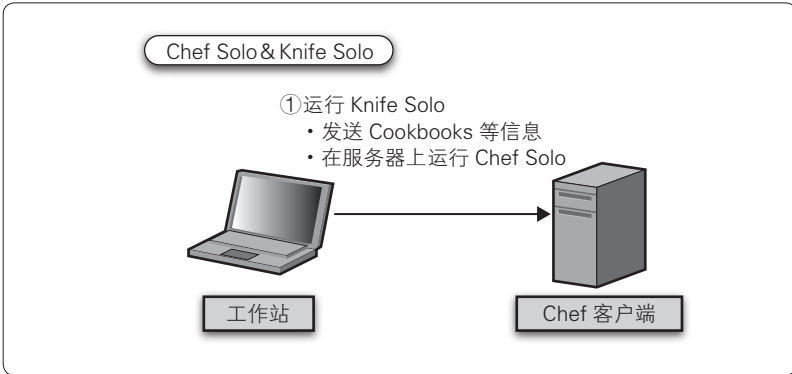 Chef Solo&Knife Solo
①运行 Knife Solo
・发送 Cookbooks 等信息
・在服务器上运行 Chef Solo
工作站
Chef 客户端